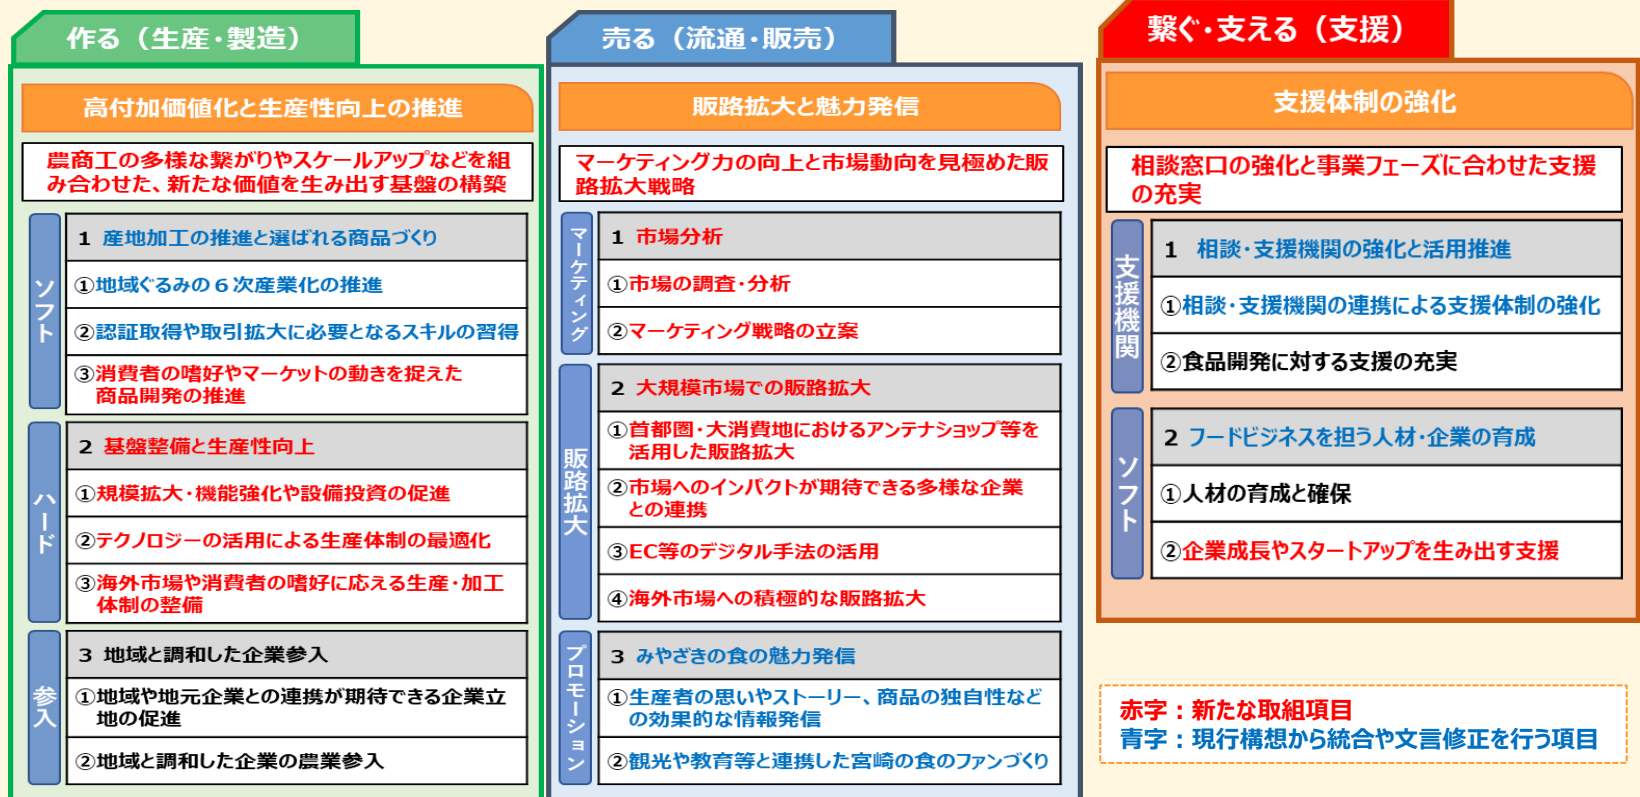 作る（生産・製造）
高付加価値化と生産性向上の推進
農商工の多様な繋がりやスケールアップなどを組
み合わせた、新たな価値を生み出す基盤の構築
ソフト
1 産地加工の推進と選ばれる商品づくり
①地域ぐるみの６次産業化の推進
②認証取得や取引拡大に必要となるスキルの習得
③消費者の嗜好やマーケットの動きを捉えた
商品開発の推進
ハード
2 基盤整備と生産性向上
①規模拡大・機能強化や設備投資の促進
②テクノロジーの活用による生産体制の最適化
③海外市場や消費者の嗜好に応える生産・加工
体制の整備
参入
3 地域と調和した企業参入
①地域や地元企業との連携が期待できる企業立
地の促進
②地域と調和した企業の農業参入
売る（流通・販売）
販路拡大と魅力発信
マーケティング力の向上と市場動向を見極めた販
路拡大戦略
マーケティング
1 市場分析
①市場の調査・分析
②マーケティング戦略の立案
販路拡大
2 大規模市場での販路拡大
①首都圏・大消費地におけるアンテナショップ等を
活用した販路拡大
②市場へのインパクトが期待できる多様な企業
との連携
③EC等のデジタル手法の活用
④海外市場への積極的な販路拡大
プロモーション
3 みやざきの食の魅力発信
①生産者の思いやストーリー、商品の独自性など
の効果的な情報発信
②観光や教育等と連携した宮崎の食のファンづくり
繋ぐ・支える（支援）
支援体制の強化
相談窓口の強化と事業フェーズに合わせた支援
の充実
支援機関
1 相談・支援機関の強化と活用推進
①相談・支援機関の連携による支援体制の強化
②食品開発に対する支援の充実
ソフト
2 フードビジネスを担う人材・企業の育成
①人材の育成と確保
②企業成長やスタートアップを生み出す支援
赤字：新たな取組項目
青字：現行構想から統合や文言修正を行う項目